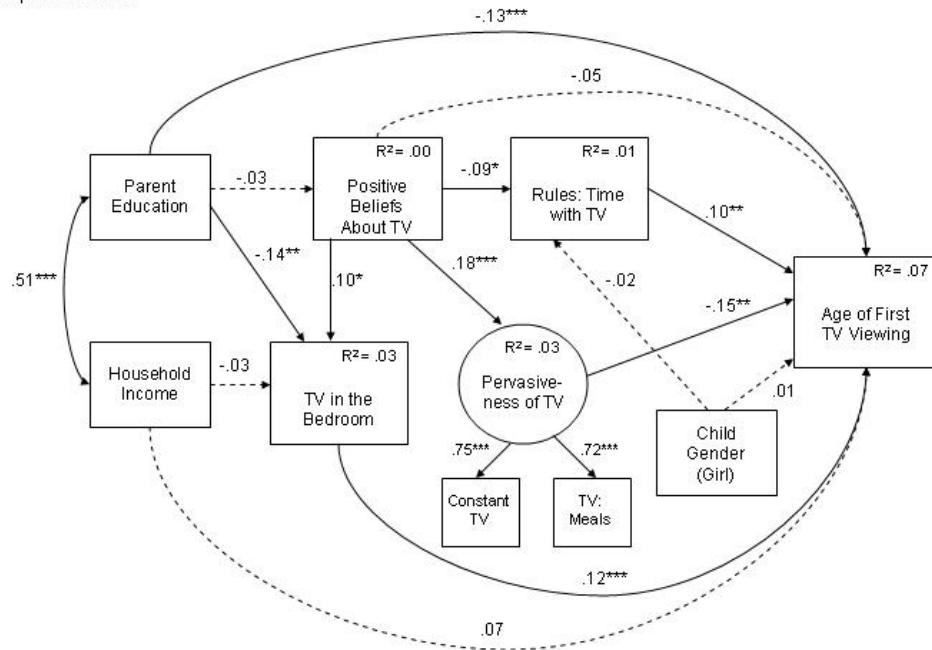 -.13***
-.05
R²= .00
Positive
Beliefs
About TV
R²= .01
Rules: Time
with TV
Parent
Education
-.03
-.09*
.10**
-.14**
.10*
.18***
-.02
.51***
R²= .07
Age of First
TV Viewing
-.15**
Household
Income
-.03
R²= .03
TV in the
Bedroom
R²= .03
Pervasive-
ness of TV
.01
Child
Gender
(Girl)
.75***
.72***
Constant
TV
TV:
Meals
.12***
.07